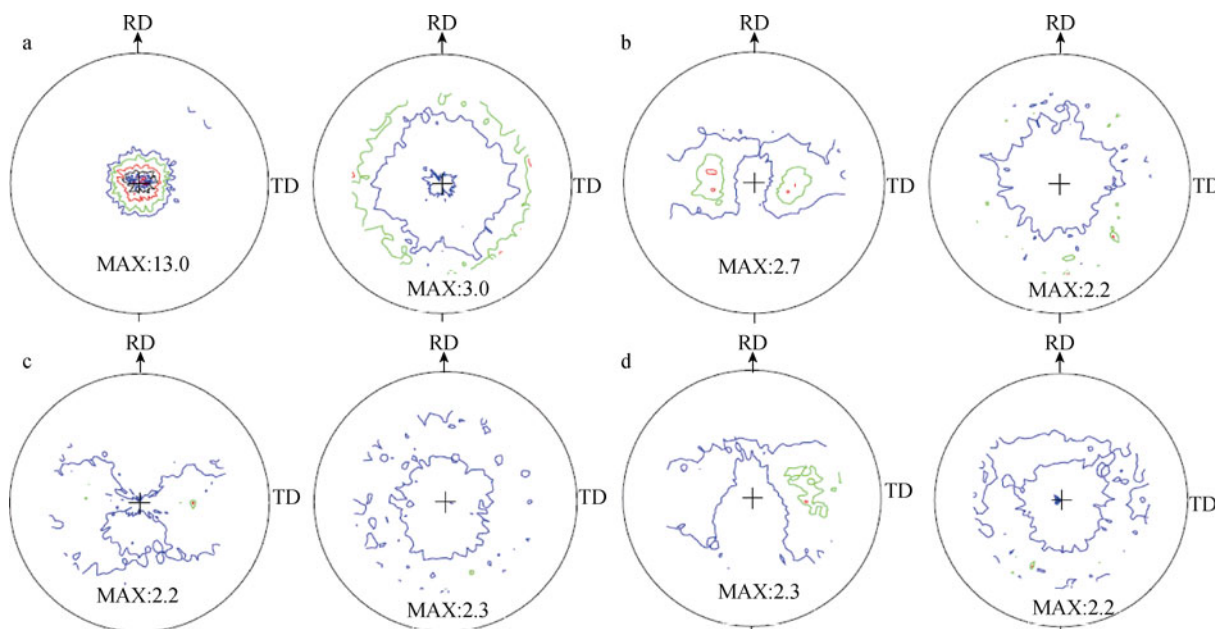 a
RD
TD
MAX:13.0
RD
TD
MAX:3.0
b
RD
TD
MAX:2.7
RD
TD
MAX:2.2
c
RD
TD
MAX:2.2
RD
TD
MAX:2.3
d
RD
TD
MAX:2.3
RD
TD
MAX:2.2